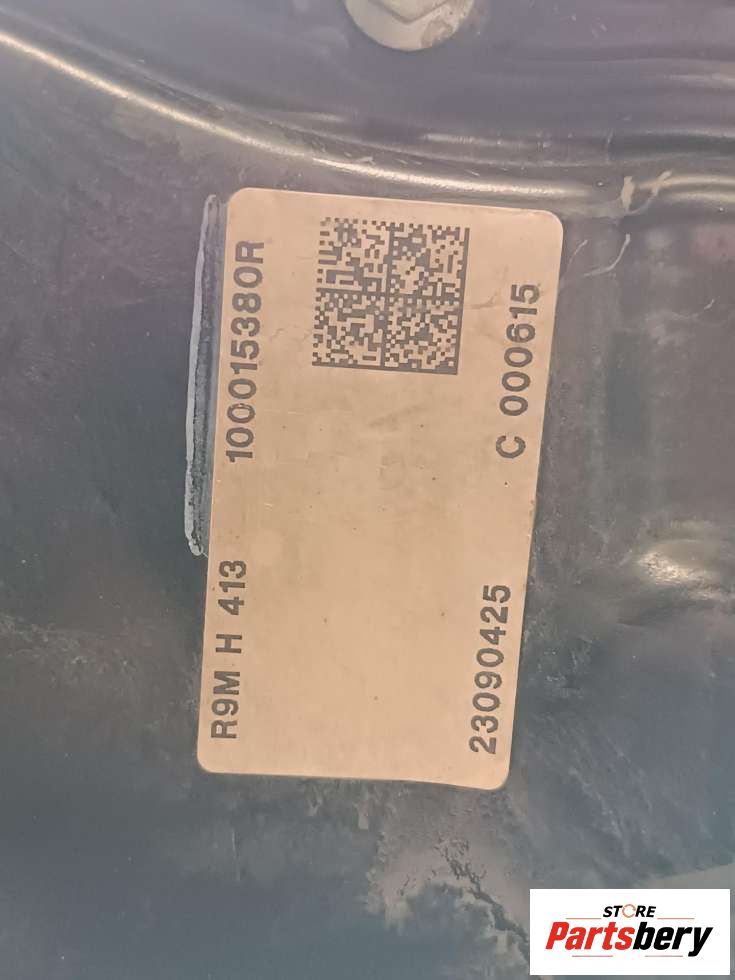 R9M H 413 100015380R
23090425 C 000615
STORE
Partsbery